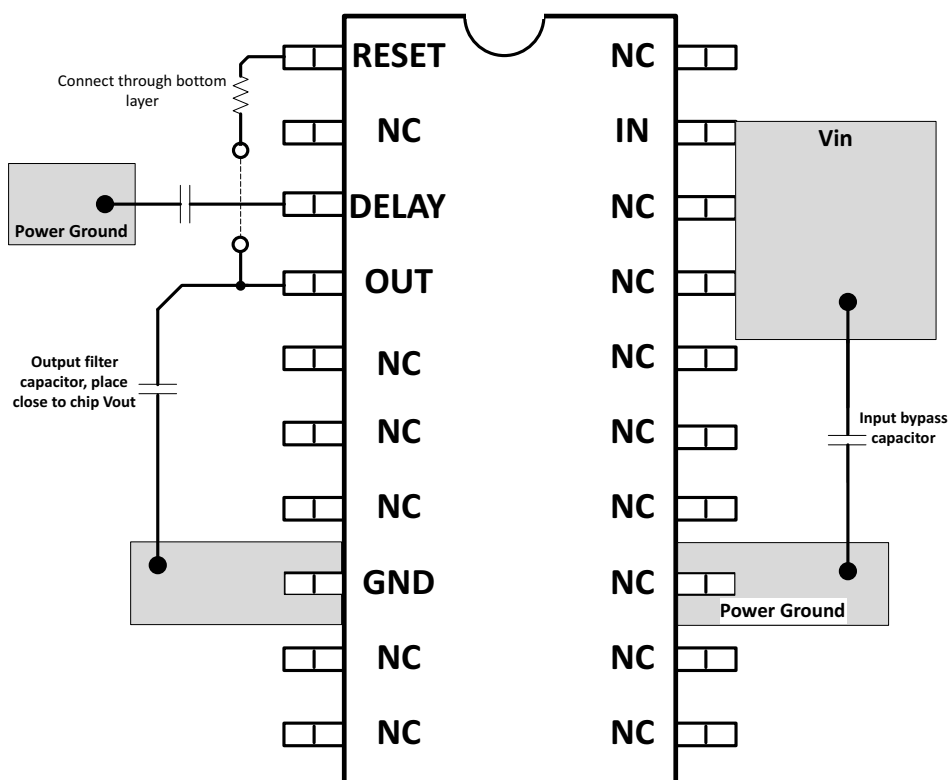 RESET
NC
Connect through bottom
layer
NC
IN
Vin
DELAY
NC
Power Ground
OUT
NC
Output filter
capacitor, place
close to chip Vout
NC
NC
Input bypass
capacitor
NC
NC
NC
NC
GND
NC
Power Ground
NC
NC
NC
NC